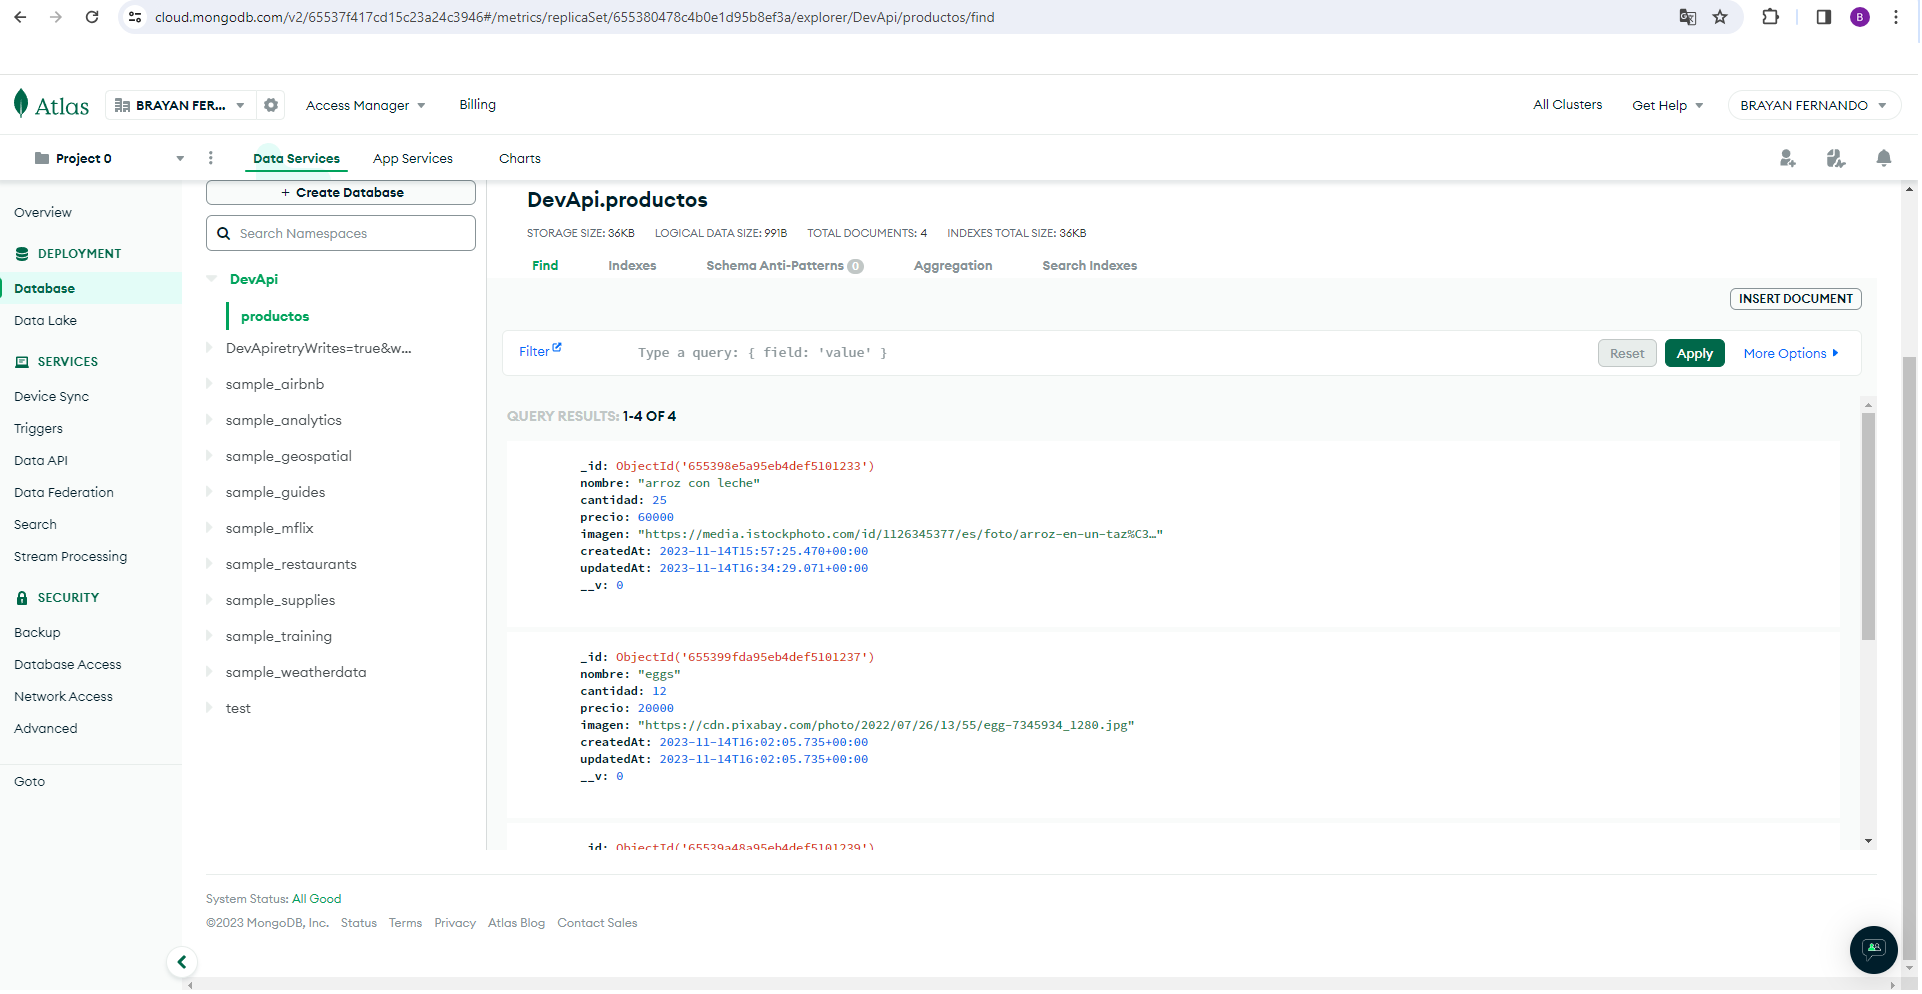 cloud.mongodb.com/v2/65537f417cd15c23a24c3946#/metrics/replicaSet/655380478c4b0e1d95b8ef3a/explorer/DevApi/productos/find
B
Atlas
BRAYAN FER...
Access Manager
Billing
All Clusters
Get Help
BRAYAN FERNANDO
Project 0
Data Services
App Services
Charts
Overview
DEPLOYMENT
Database
Data Lake
SERVICES
Device Sync
Triggers
Data API
Data Federation
Search
Stream Processing
SECURITY
Backup
Database Access
Network Access
Advanced
Goto
+ Create Database
Search Namespaces
DevApi
productos
DevApiretryWrites=true&w...
sample_airbnb
sample_analytics
sample_geospatial
sample_guides
sample_mflix
sample_restaurants
sample_supplies
sample_training
sample_weatherdata
test
DevApi.productos
STORAGE SIZE: 36KB LOGICAL DATA SIZE: 991B TOTAL DOCUMENTS: 4 INDEXES TOTAL SIZE: 36KB
Find Indexes Schema Anti-Patterns 0 Aggregation Search Indexes
INSERT DOCUMENT
Filter Type a query: { field: 'value' } Reset Apply More Options
QUERY RESULTS: 1-4 OF 4
_id: ObjectId('655398e5a95eb4def5101233')
nombre: "arroz con leche"
cantidad: 25
precio: 60000
imagen: "https://media.istockphoto.com/id/1126345377/es/foto/arroz-en-un-taz%C3…"
createdAt: 2023-11-14T15:57:25.470+00:00
updatedAt: 2023-11-14T16:34:29.071+00:00
__v: 0
_id: ObjectId('655399fda95eb4def5101237')
nombre: "eggs"
cantidad: 12
precio: 20000
imagen: "https://cdn.pixabay.com/photo/2022/07/26/13/55/egg-7345934_1280.jpg"
createdAt: 2023-11-14T16:02:05.735+00:00
updatedAt: 2023-11-14T16:02:05.735+00:00
__v: 0
_id: ObjectId('65539a48a95eb4def5101239')
System Status: All Good
©2023 MongoDB, Inc. Status Terms Privacy Atlas Blog Contact Sales